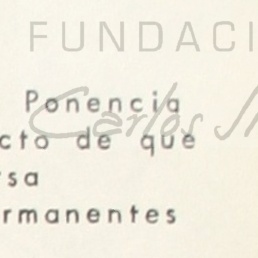 FUNDACI
Ponencia
Carlos
cto de que
rsa
rmanentes